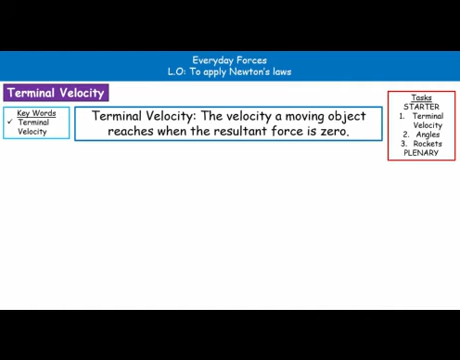 Everyday Forces
L.O: To apply Newton's laws
Terminal Velocity
Key Words
✓ Terminal
Velocity
Terminal Velocity: The velocity a moving object
reaches when the resultant force is zero.
Tasks
STARTER
1. Terminal
Velocity
2. Angles
3. Rockets
PLENARY